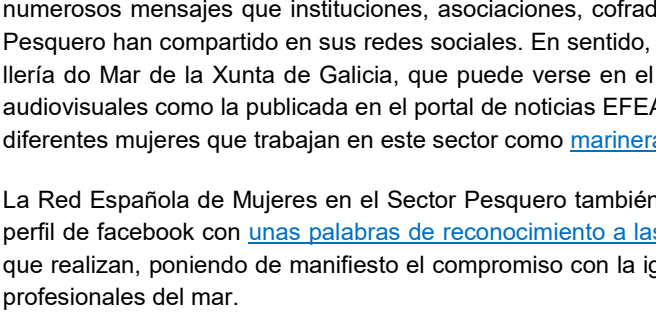 numerosos mensajes que instituciones, asociaciones, cofrad
Pesquero han compartido en sus redes sociales. En sentido,
llería do Mar de la Xunta de Galicia, que puede verse en el
audiovisuales como la publicada en el portal de noticias EFEA
diferentes mujeres que trabajan en este sector como marinera
La Red Española de Mujeres en el Sector Pesquero también
perfil de facebook con unas palabras de reconocimiento a las
que realizan, poniendo de manifiesto el compromiso con la ig
profesionales del mar.